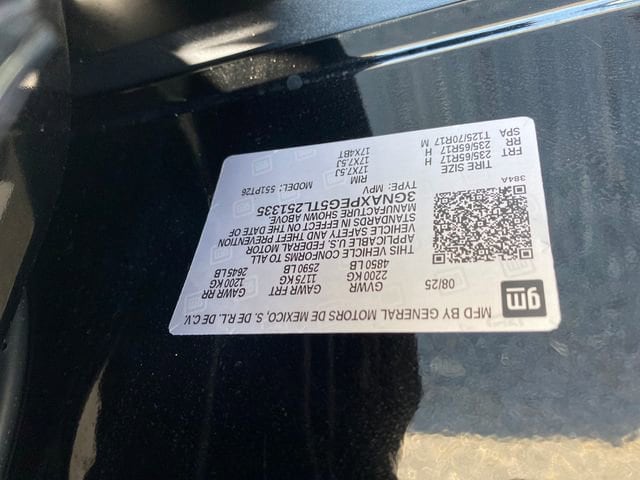 gm
MFD BY GENERAL MOTORS DE MEXICO, S. DE R.L. DE C.V.
08/25 GVWR GAWR FRT GAWR RR
2200 KG 1175 KG 1200 KG
4850 LB 2590 LB 2645 LB
THIS VEHICLE CONFORMS TO ALL
APPLICABLE U.S. FEDERAL MOTOR
VEHICLE SAFETY AND THEFT PREVENTION
STANDARDS IN EFFECT ON THE DATE OF
MANUFACTURE SHOWN ABOVE.
3GNAXPEG5TL251335
TYPE: MPV MODEL: 5S1PT26
384A
TIRE SIZE RIM
FRT 235/65R17 H 17X7.5J
RR 235/65R17 H 17X7.5J
SPA T125/70R17 M 17X4BT